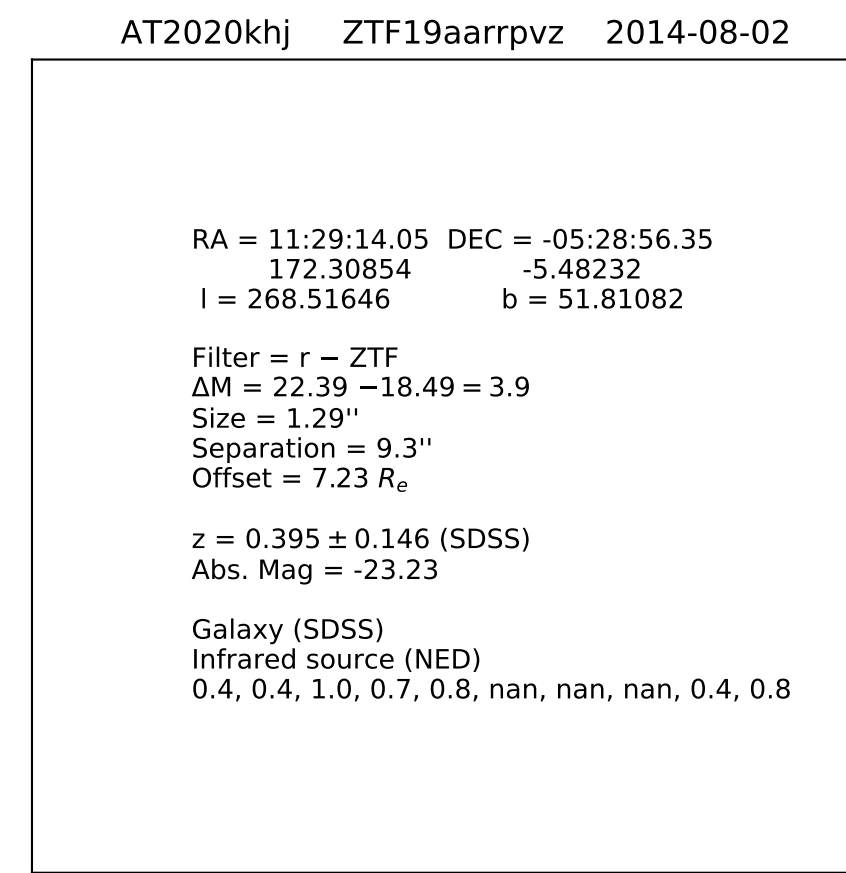 AT2020khj ZTF19aarrpvz 2014-08-02
RA = 11:29:14.05 DEC = -05:28:56.35
172.30854 -5.48232
l = 268.51646 b = 51.81082
Filter = r − ZTF
ΔM = 22.39 −18.49 = 3.9
Size = 1.29''
Separation = 9.3''
Offset = 7.23 Re
z = 0.395 ± 0.146 (SDSS)
Abs. Mag = -23.23
Galaxy (SDSS)
Infrared source (NED)
0.4, 0.4, 1.0, 0.7, 0.8, nan, nan, nan, 0.4, 0.8